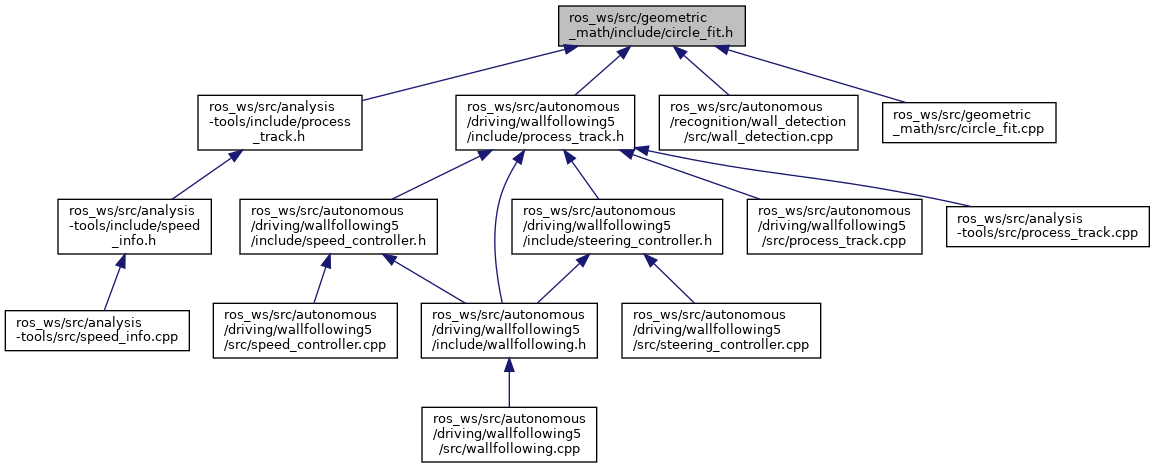 ros_ws/src/geometric
_math/include/circle_fit.h
ros_ws/src/analysis
-tools/include/process
_track.h
ros_ws/src/autonomous
/driving/wallfollowing5
/include/process_track.h
ros_ws/src/autonomous
/recognition/wall_detection
/src/wall_detection.cpp
ros_ws/src/geometric
_math/src/circle_fit.cpp
ros_ws/src/analysis
-tools/include/speed
_info.h
ros_ws/src/autonomous
/driving/wallfollowing5
/include/speed_controller.h
ros_ws/src/autonomous
/driving/wallfollowing5
/include/steering_controller.h
ros_ws/src/autonomous
/driving/wallfollowing5
/src/process_track.cpp
ros_ws/src/analysis
-tools/src/process_track.cpp
ros_ws/src/analysis
-tools/src/speed_info.cpp
ros_ws/src/autonomous
/driving/wallfollowing5
/src/speed_controller.cpp
ros_ws/src/autonomous
/driving/wallfollowing5
/include/wallfollowing.h
ros_ws/src/autonomous
/driving/wallfollowing5
/src/steering_controller.cpp
ros_ws/src/autonomous
/driving/wallfollowing5
/src/wallfollowing.cpp